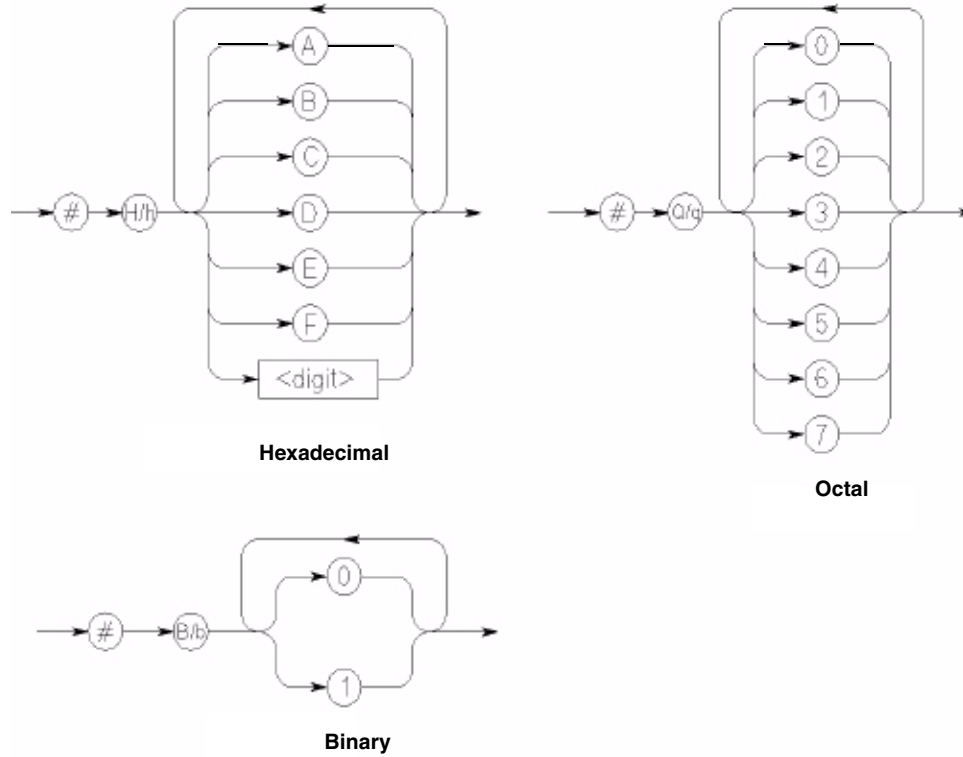 A
B
C
# H/h D
E
F
<digit>
Hexadecimal
0
1
2
# Q/q 3
4
5
6
7
Octal
0
# B/b
1
Binary